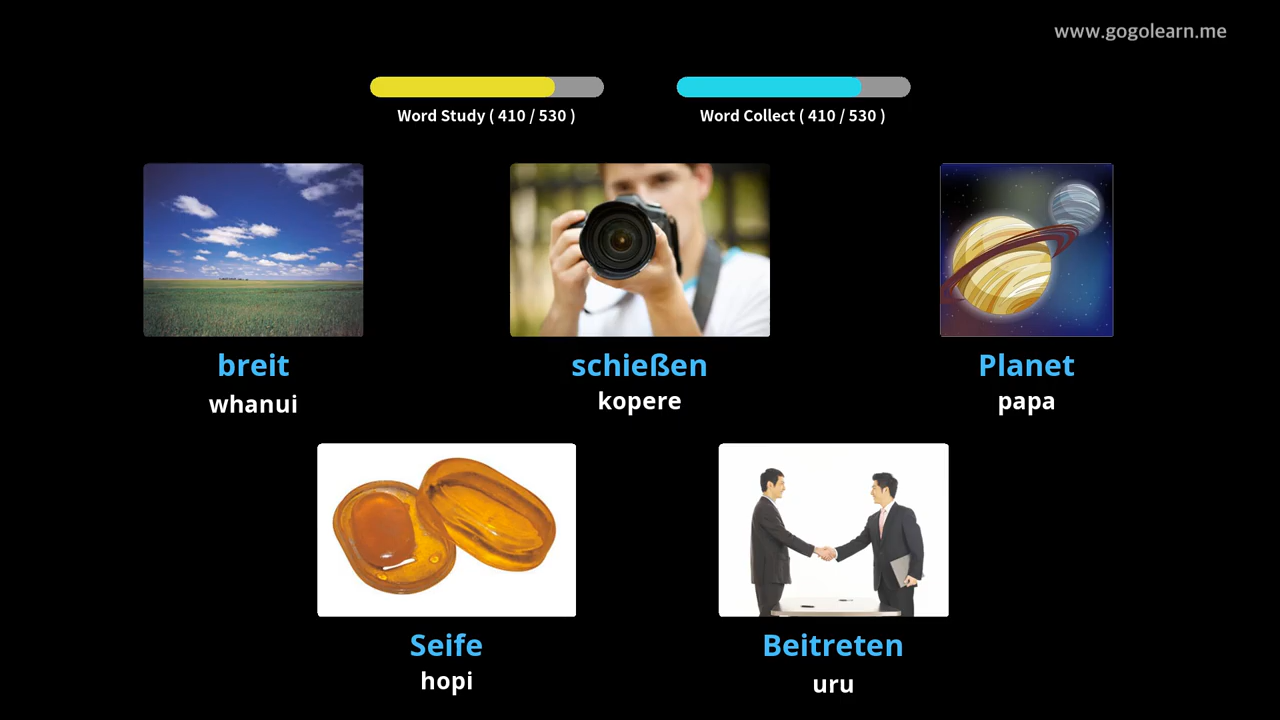 www.gogolearn.me
Word Study ( 410 / 530 )
Word Collect ( 410 / 530 )
breit
whanui
schießen
kopere
Planet
papa
Seife
hopi
Beitreten
uru